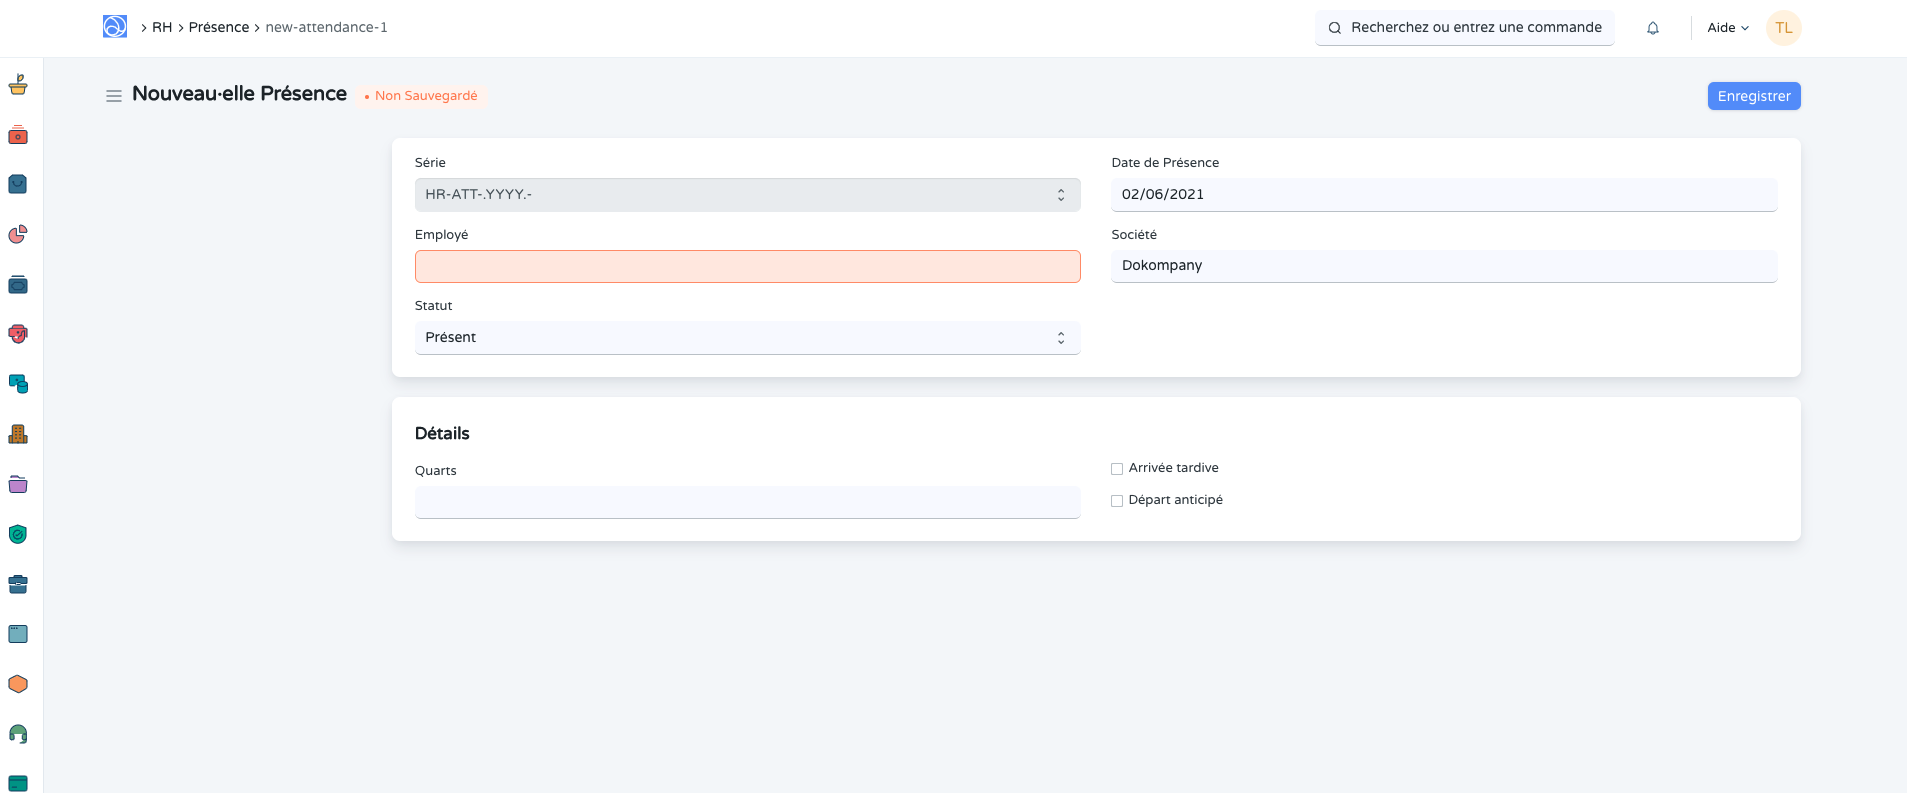 RH Présence new-attendance-1
Recherchez ou entrez une commande
Aide
TL
Nouveau·elle Présence
Non Sauvegardé
Enregistrer
Série
HR-ATT-.YYYY.-
Date de Présence
02/06/2021
Employé
Société
Dokompany
Statut
Présent
Détails
Quarts
Arrivée tardive
Départ anticipé